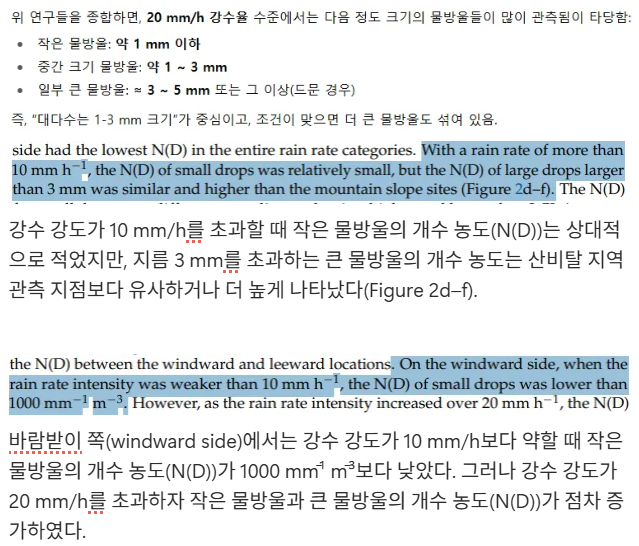 위 연구들을 종합하면, 20 mm/h 강수율 수준에서는 다음 정도 크기의 물방울들이 많이 관측됨이 타당함:
• 작은 물방울: 약 1 mm 이하
• 중간 크기 물방울: 약 1 ~ 3 mm
• 일부 큰 물방울: ≈ 3 ~ 5 mm 또는 그 이상(드문 경우)
즉, “대다수는 1-3 mm 크기”가 중심이고, 조건이 맞으면 더 큰 물방울도 섞여 있음.
side had the lowest N(D) in the entire rain rate categories. With a rain rate of more than
10 mm h⁻¹, the N(D) of small drops was relatively small, but the N(D) of large drops larger
than 3 mm was similar and higher than the mountain slope sites (Figure 2d–f). The N(D)
강수 강도가 10 mm/h를 초과할 때 작은 물방울의 개수 농도(N(D))는 상대적
으로 적었지만, 지름 3 mm를 초과하는 큰 물방울의 개수 농도는 산비탈 지역
관측 지점보다 유사하거나 더 높게 나타났다(Figure 2d–f).
the N(D) between the windward and leeward locations. On the windward side, when the
rain rate intensity was weaker than 10 mm h⁻¹, the N(D) of small drops was lower than
1000 mm⁻¹ m⁻³. However, as the rain rate intensity increased over 20 mm h⁻¹, the N(D)
바람받이 쪽(windward side)에서는 강수 강도가 10 mm/h보다 약할 때 작은
물방울의 개수 농도(N(D))가 1000 mm⁻¹ m⁻³보다 낮았다. 그러나 강수 강도가
20 mm/h를 초과하자 작은 물방울과 큰 물방울의 개수 농도(N(D))가 점차 증
가하였다.